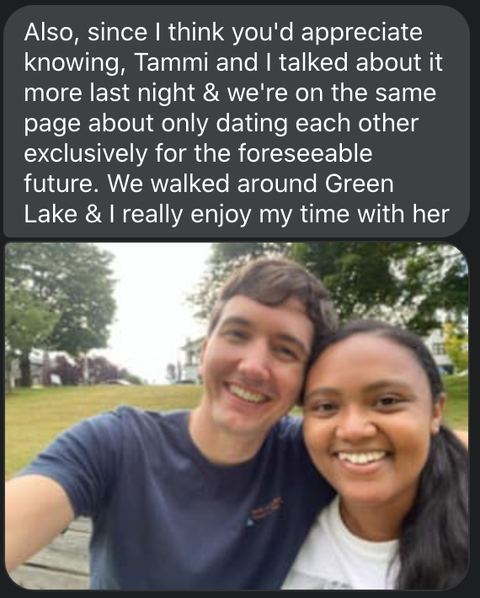 Also, since I think you'd appreciate
knowing, Tammi and I talked about it
more last night & we're on the same
page about only dating each other
exclusively for the foreseeable
future. We walked around Green
Lake & I really enjoy my time with her